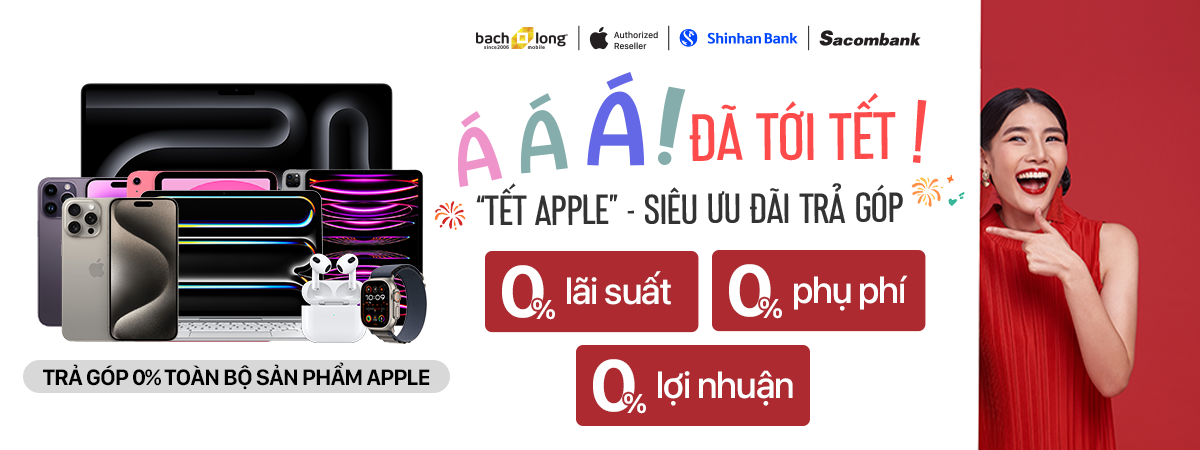 bach long
since2006 mobile
Authorized
Reseller
Shinhan Bank
Sacombank
Á Á Á! ĐÃ TỚI TẾT !
“TẾT APPLE” - SIÊU ƯU ĐÃI TRẢ GÓP
0% lãi suất
0% phụ phí
0% lợi nhuận
TRẢ GÓP 0% TOÀN BỘ SẢN PHẨM APPLE